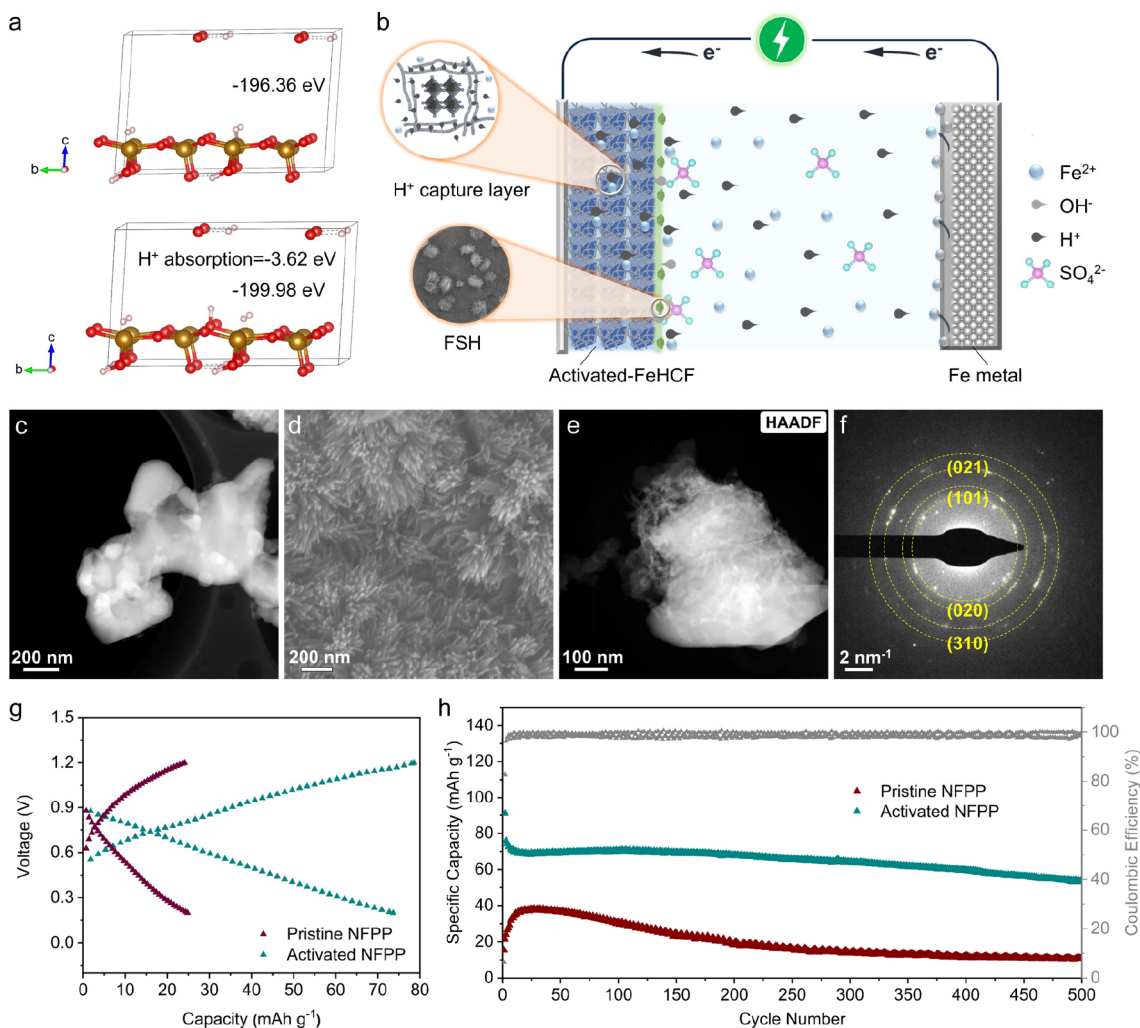 a
-196.36 eV
c
b
H⁺ absorption=-3.62 eV
-199.98 eV
c
b
b
e⁻
e⁻
H⁺ capture layer
FSH
Activated-FeHCF
Fe metal
Fe²⁺
OH⁻
H⁺
SO₄²⁻
c
200 nm
d
200 nm
e
HAADF
100 nm
f
(021)
(101)
(020)
(310)
2 nm⁻¹
g
Voltage (V)
1.5
1.2
0.9
0.6
0.3
0.0
Pristine NFPP
Activated NFPP
0 10 20 30 40 50 60 70 80
Capacity (mAh g⁻¹)
h
Specific Capacity (mAh g⁻¹)
140
120
100
80
60
40
20
0
Pristine NFPP
Activated NFPP
100
80
60
40
20
0
Coulombic Efficiency (%)
0 50 100 150 200 250 300 350 400 450 500
Cycle Number